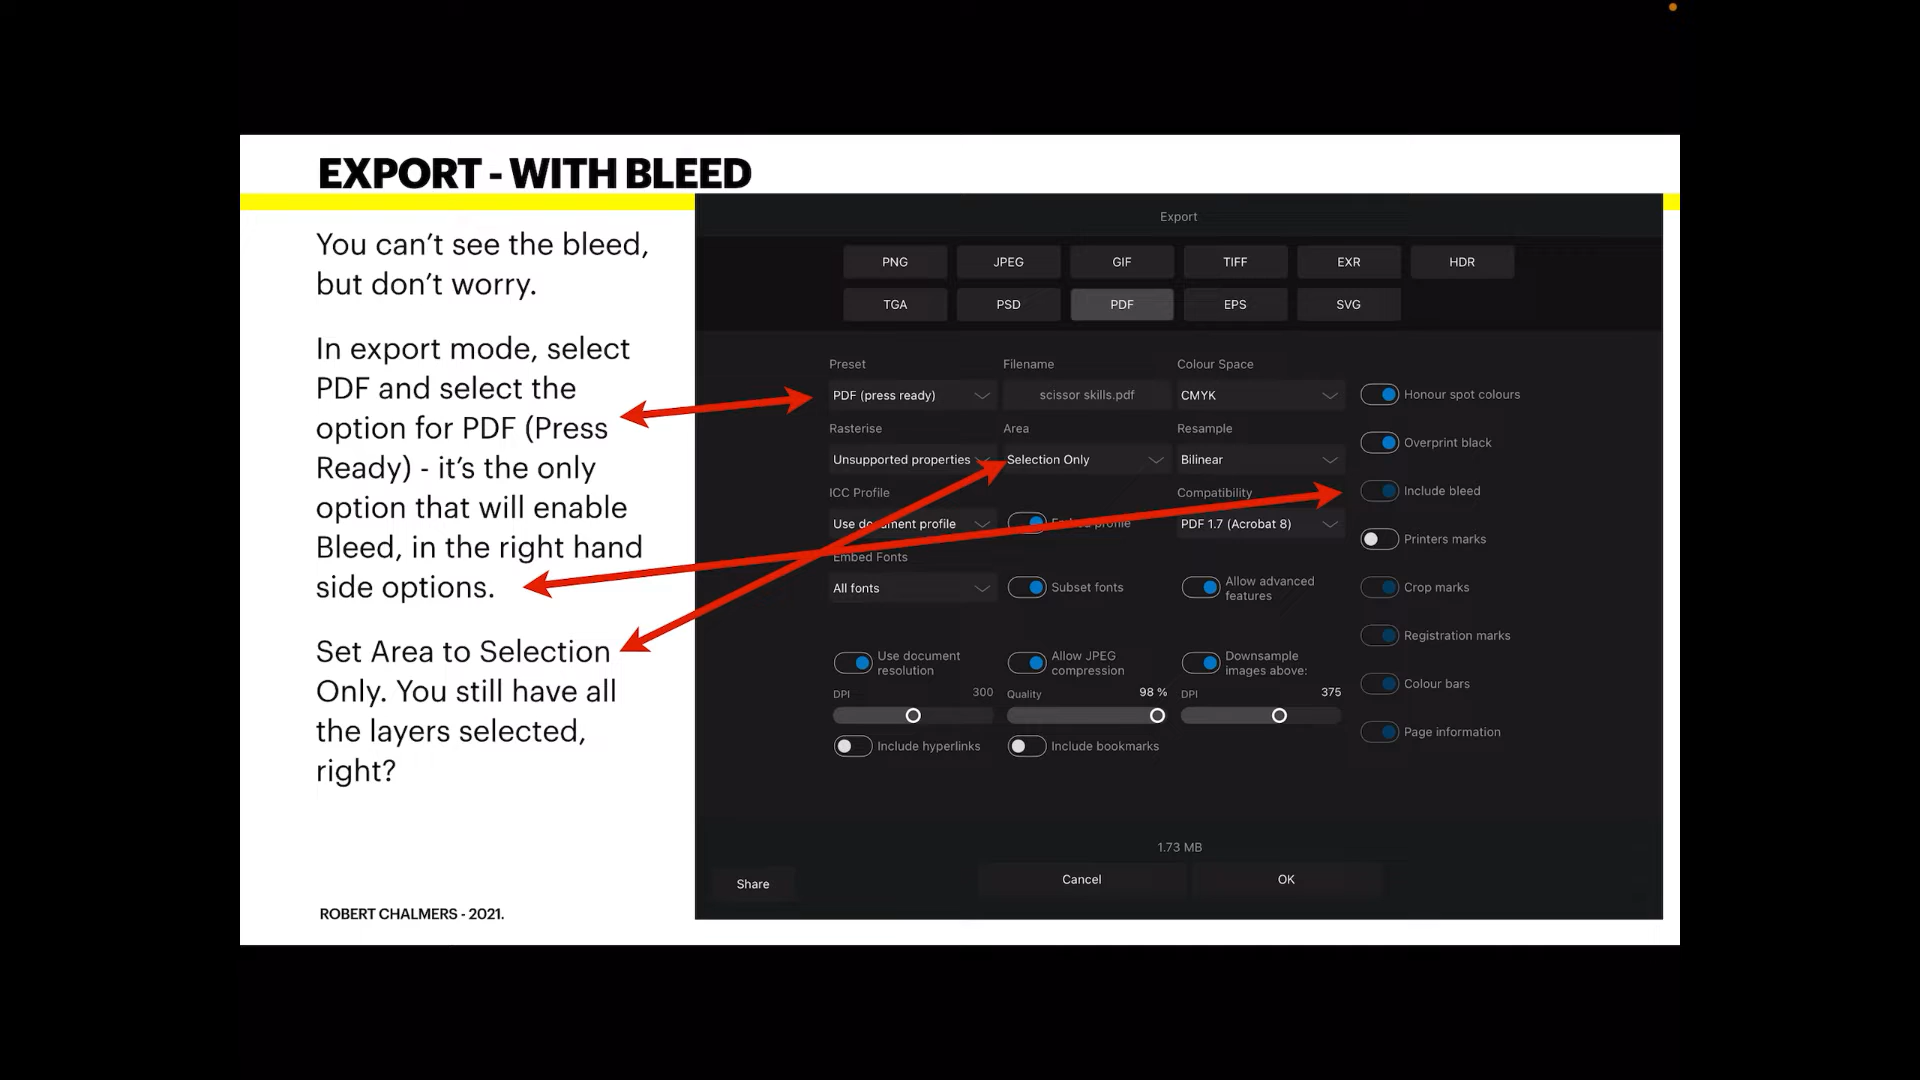 EXPORT - WITH BLEED
You can't see the bleed,
but don't worry.
In export mode, select
PDF and select the
option for PDF (Press
Ready) - it's the only
option that will enable
Bleed, in the right hand
side options.
Set Area to Selection
Only. You still have all
the layers selected,
right?
ROBERT CHALMERS - 2021.
Export
PNG JPEG GIF TIFF EXR HDR
TGA PSD PDF EPS SVG
Preset Filename Colour Space
PDF (press ready) scissor skills.pdf CMYK Honour spot colours
Rasterise Area Resample
Overprint black
Unsupported properties Selection Only Bilinear
ICC Profile Compatibility Include bleed
Use document profile Embed profile PDF 1.7 (Acrobat 8)
Printers marks
Embed Fonts
All fonts Subset fonts Allow advanced
features
Crop marks
Registration marks
Use document
resolution
Allow JPEG
compression
Downsample
images above:
Colour bars
DPI 300 Quality 98 % DPI 375
Page information
Include hyperlinks Include bookmarks
1.73 MB
Share Cancel OK